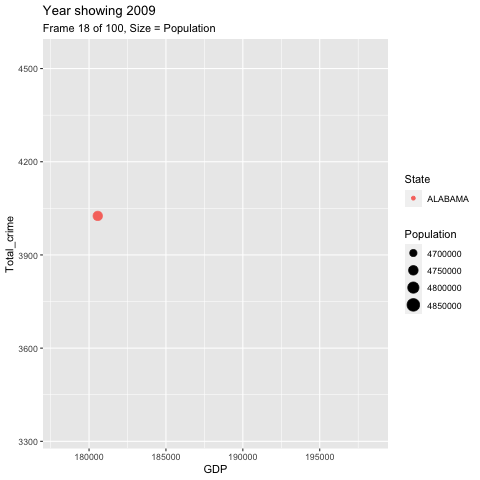 Year showing 2009
Frame 18 of 100, Size = Population
4500
4200
3900
3600
3300
Total_crime
180000 185000 190000 195000
GDP
State
ALABAMA
Population
4700000
4750000
4800000
4850000